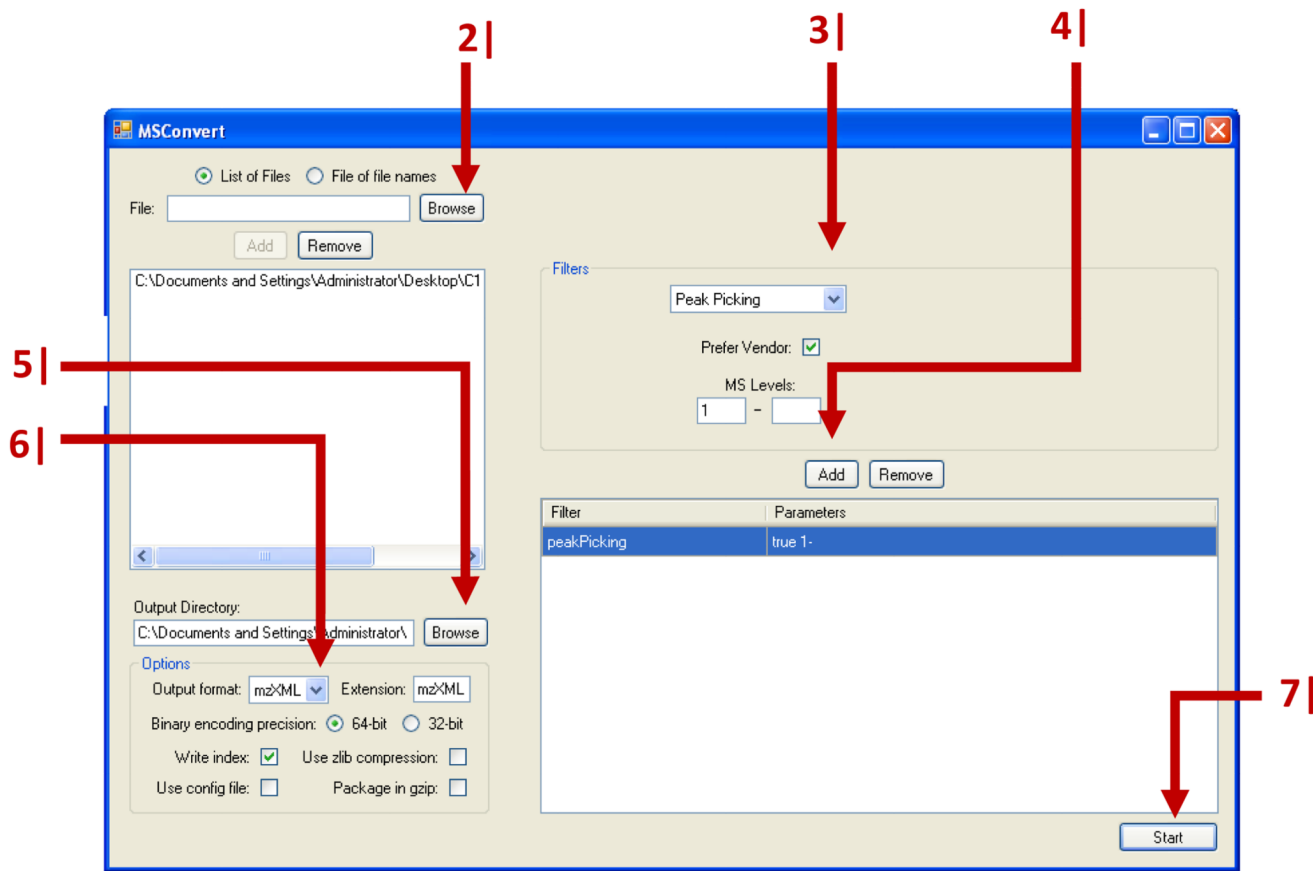 2|
3|
4|
MSConvert
List of Files File of file names
File: Browse
Add Remove
C:\Documents and Settings\Administrator\Desktop\C1
Filters
Peak Picking
Prefer Vendor:
MS Levels:
1 -
5|
6|
Add Remove
Filter Parameters
peakPicking true 1-
Output Directory:
C:\Documents and Settings\Administrator\ Browse
Options
Output format: mzXML Extension: mzXML
Binary encoding precision: 64-bit 32-bit
Write index: Use zlib compression:
Use config file: Package in gzip:
7|
Start